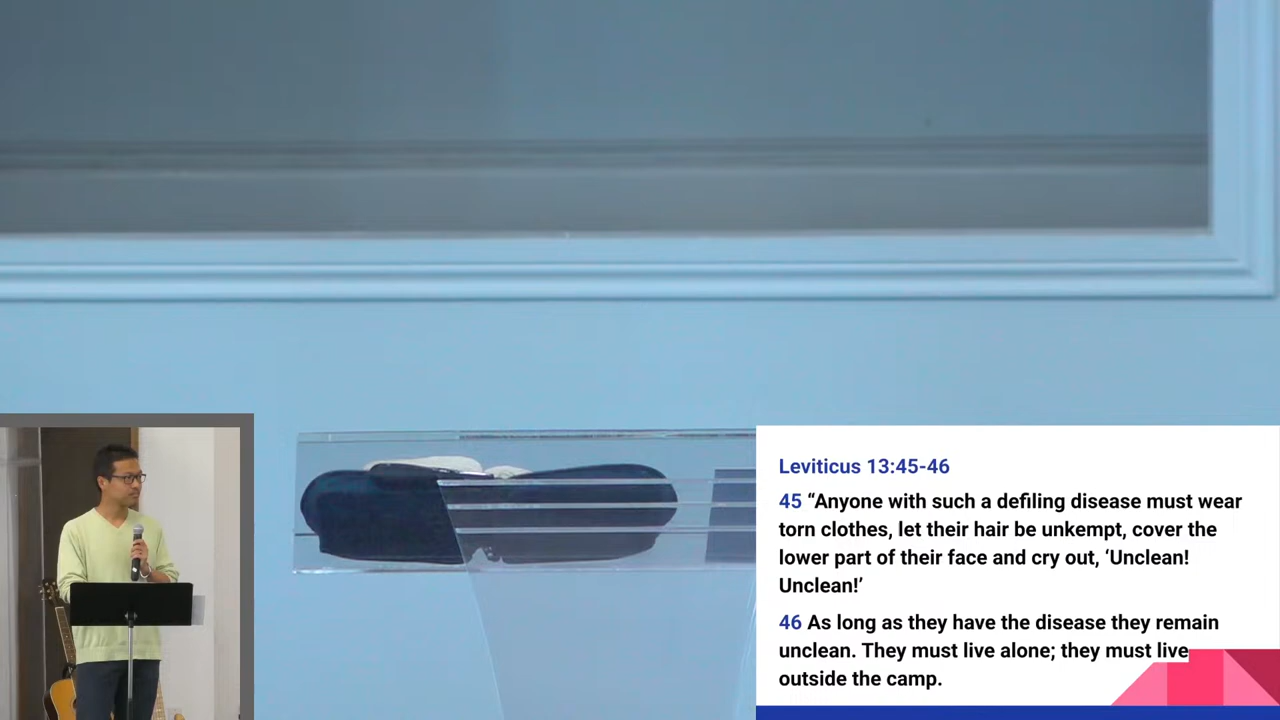 Leviticus 13:45-46
45 “Anyone with such a defiling disease must wear
torn clothes, let their hair be unkempt, cover the
lower part of their face and cry out, ‘Unclean!
Unclean!’
46 As long as they have the disease they remain
unclean. They must live alone; they must live
outside the camp.